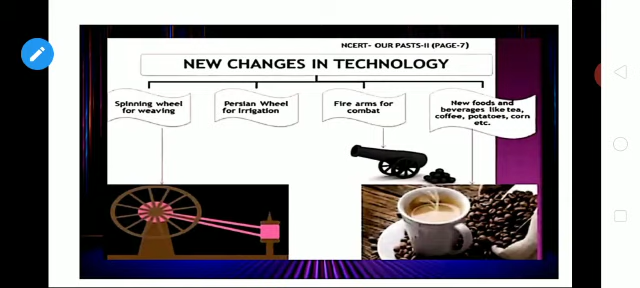 NCERT- OUR PASTS-II (PAGE-7)
NEW CHANGES IN TECHNOLOGY
Spinning wheel
for weaving
Persian Wheel
for Irrigation
Fire arms for
combat
New foods and
beverages like tea,
coffee, potatoes, corn
etc.